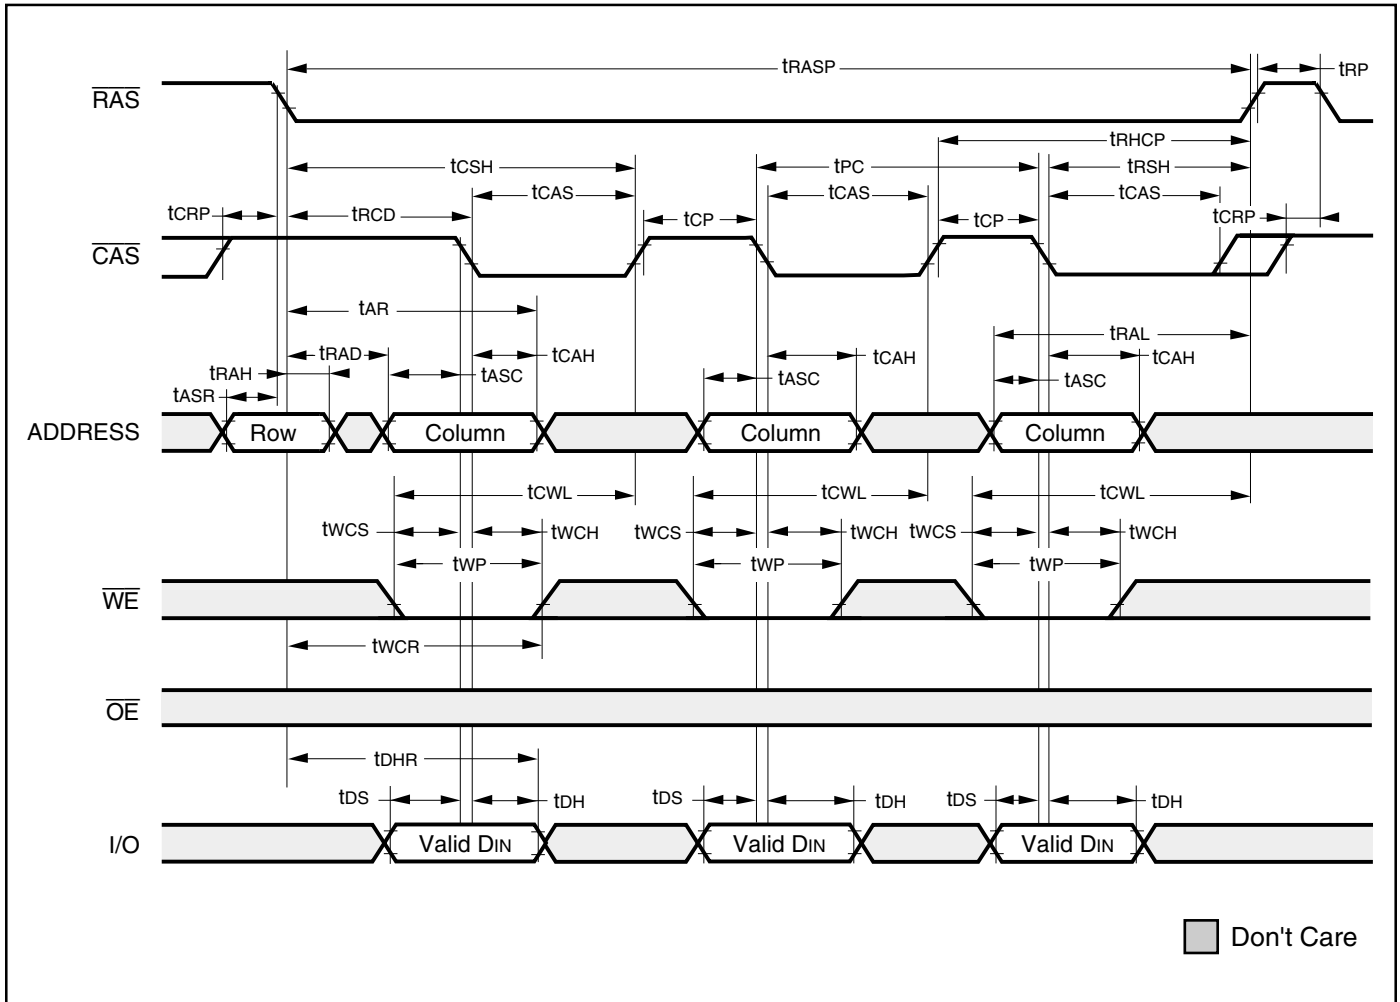 tRASP
tRP
RAS
tRHCP
tCSH
tPC
tRSH
tCAS
tCAS
tCAS
tCRP
tRCD
tCP
tCP
tCRP
CAS
tAR
tRAL
tRAD
tCAH
tCAH
tCAH
tRAH
tASC
tASC
tASC
tASR
ADDRESS
Row
Column
Column
Column
tCWL
tCWL
tCWL
tWCS
tWCH
tWCS
tWCH
tWCS
tWCH
tWP
tWP
tWP
WE
tWCR
OE
tDHR
tDS
tDH
tDS
tDH
tDS
tDH
I/O
Valid DIN
Valid DIN
Valid DIN
Don't Care